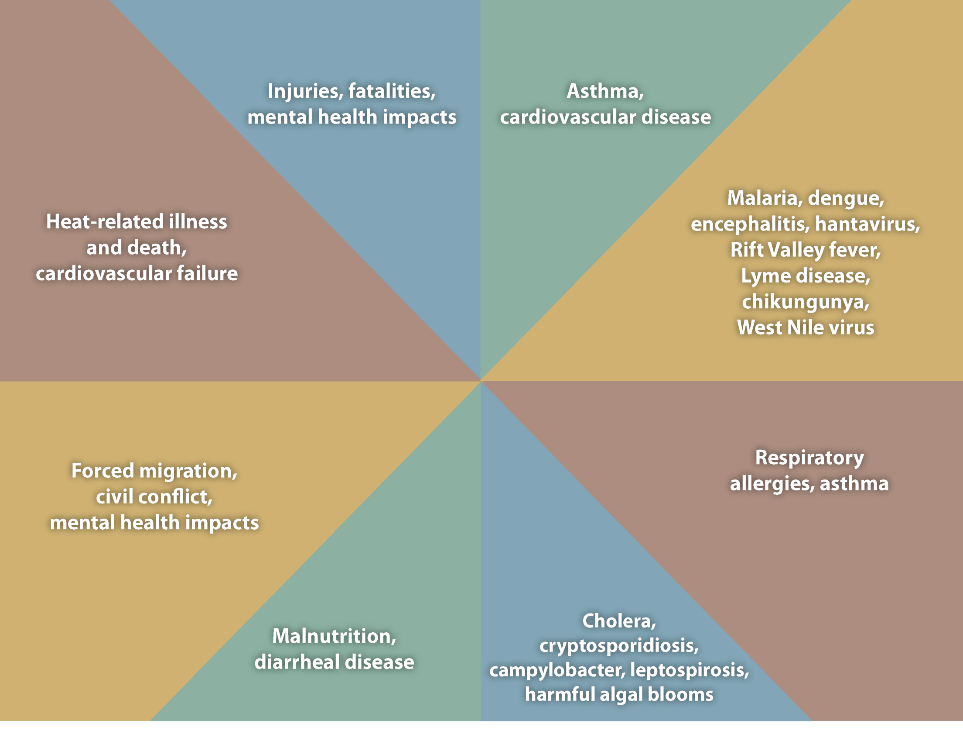 Injuries, fatalities,
mental health impacts
Asthma,
cardiovascular disease
Heat-related illness
and death,
cardiovascular failure
Malaria, dengue,
encephalitis, hantavirus,
Rift Valley fever,
Lyme disease,
chikungunya,
West Nile virus
Forced migration,
civil conflict,
mental health impacts
Respiratory
allergies, asthma
Malnutrition,
diarrheal disease
Cholera,
cryptosporidiosis,
campylobacter, leptospirosis,
harmful algal blooms